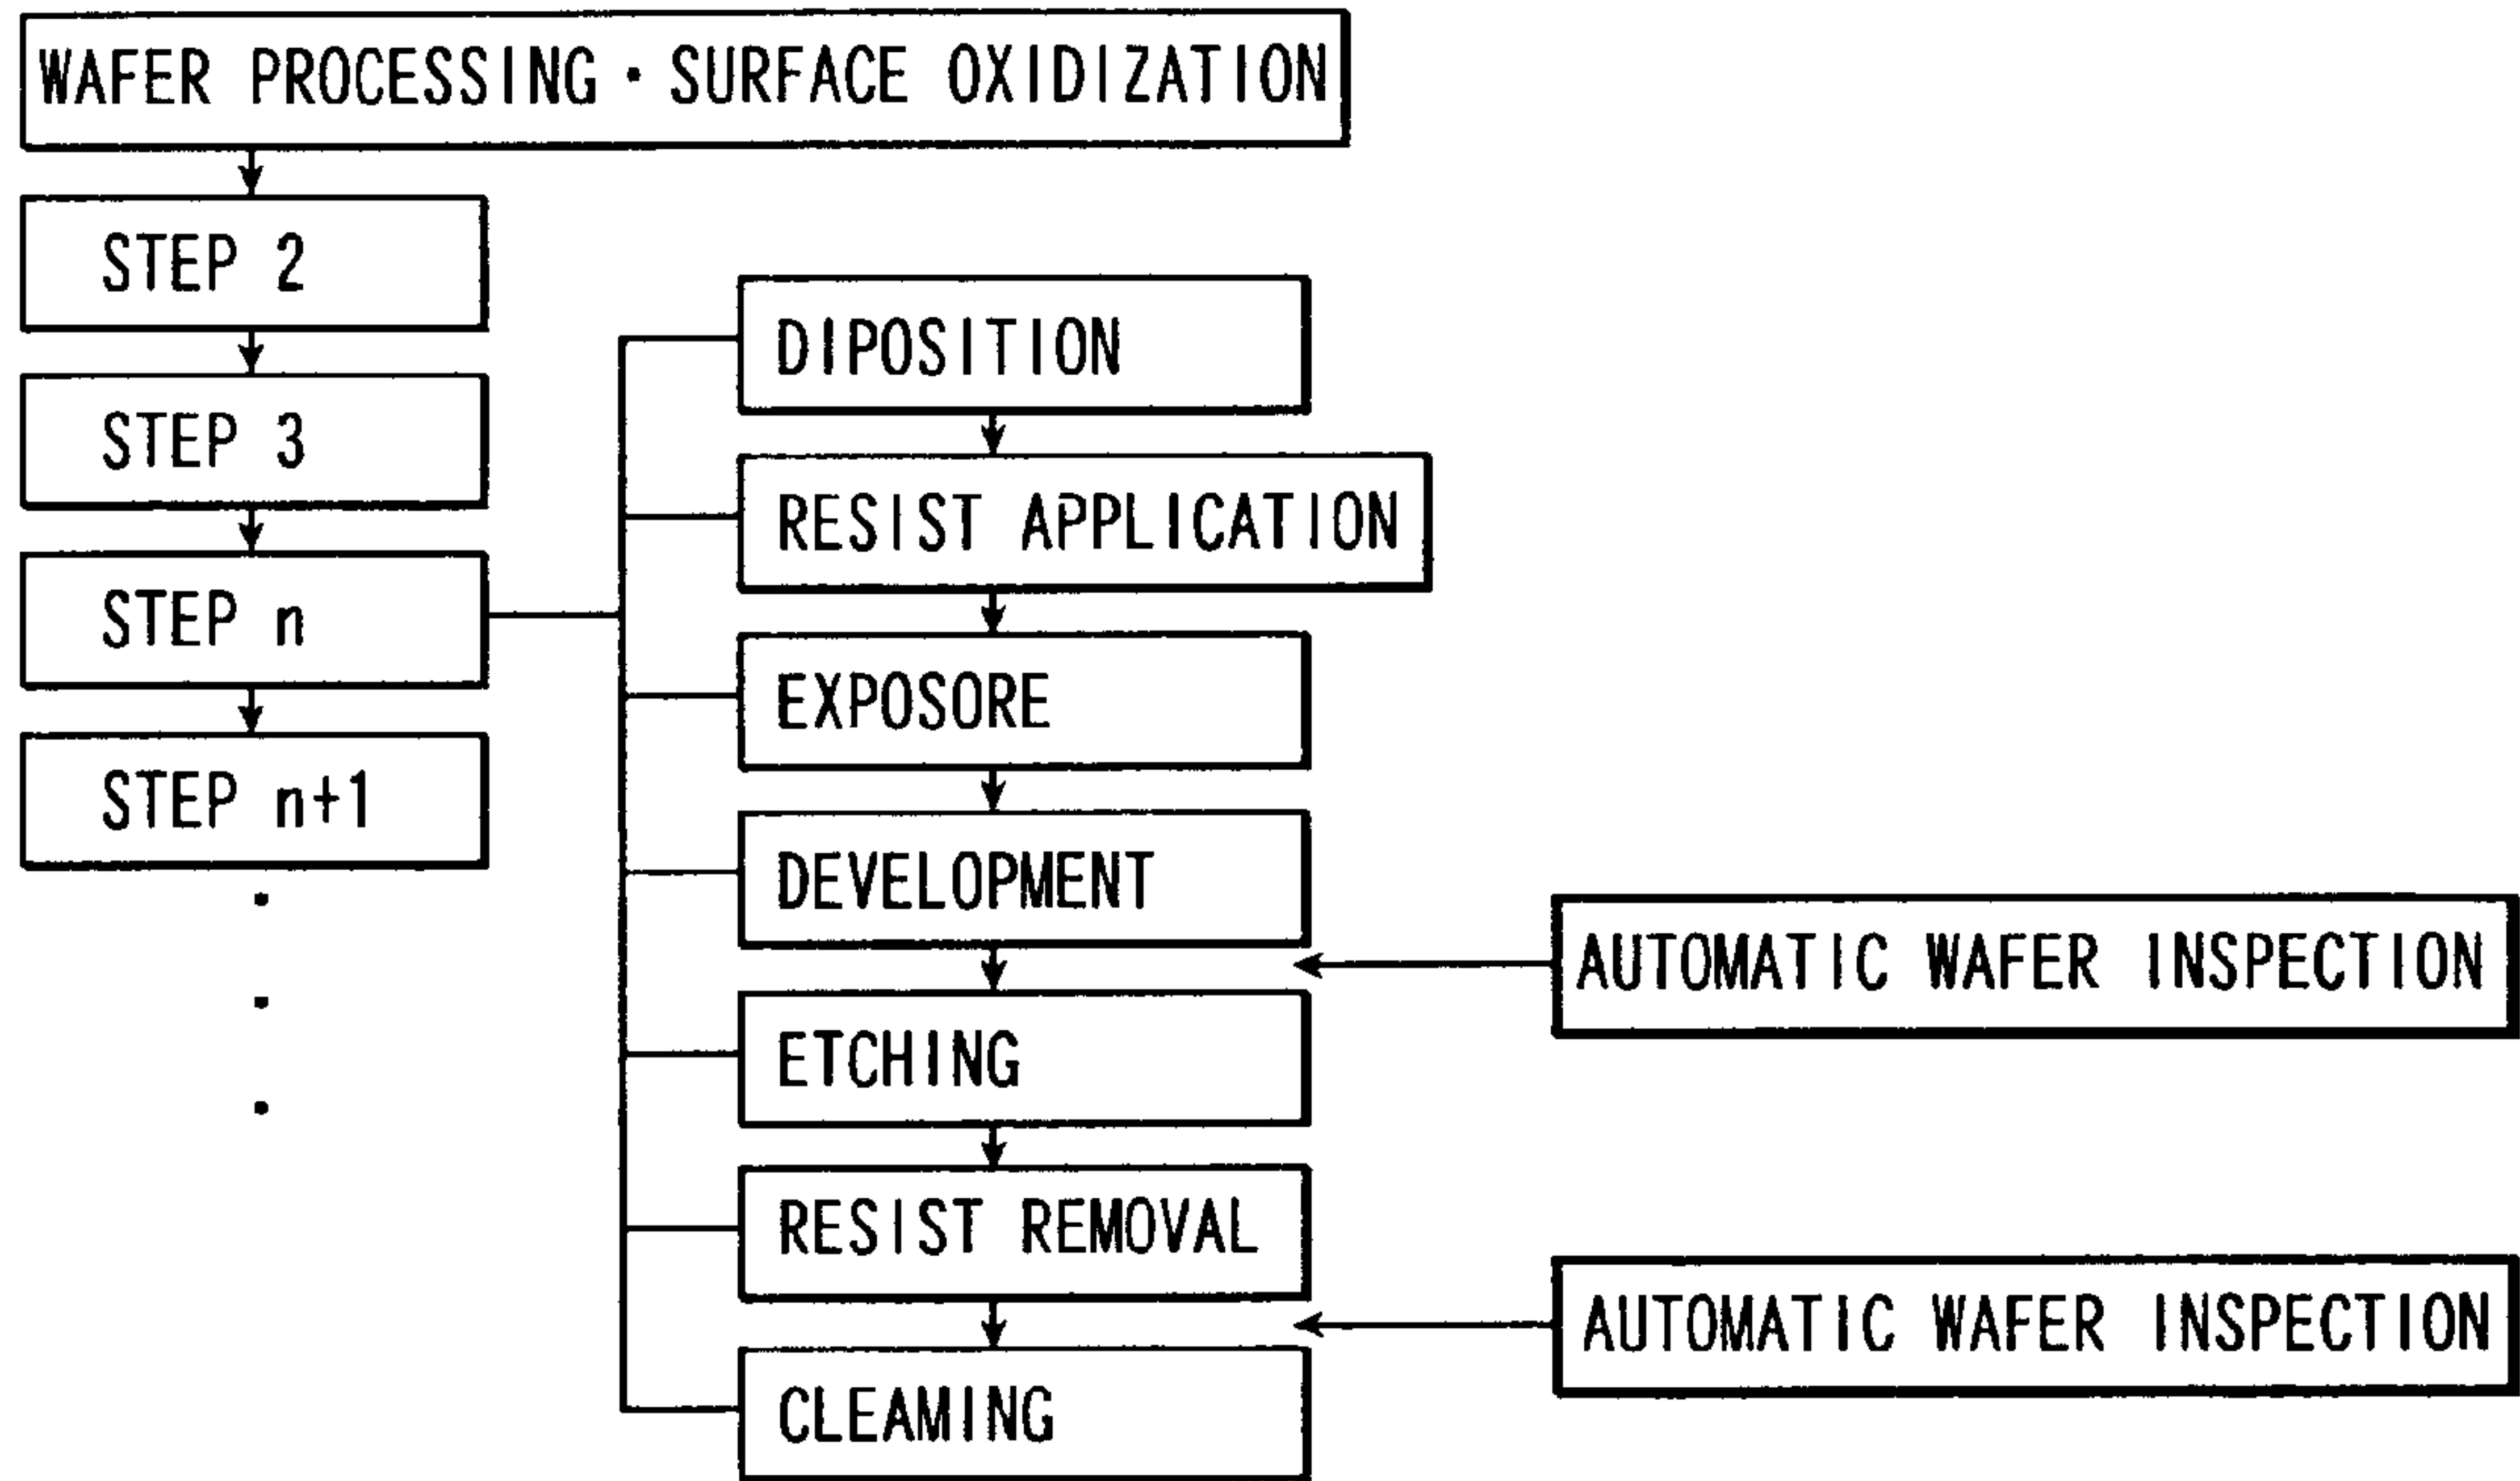 WAFER PROCESSING・SURFACE OXIDIZATION
STEP 2
STEP 3
STEP n
STEP n+1
DIPOSITION
RESIST APPLICATION
EXPOSORE
DEVELOPMENT
ETCHING
RESIST REMOVAL
CLEAMING
AUTOMATIC WAFER INSPECTION
AUTOMATIC WAFER INSPECTION